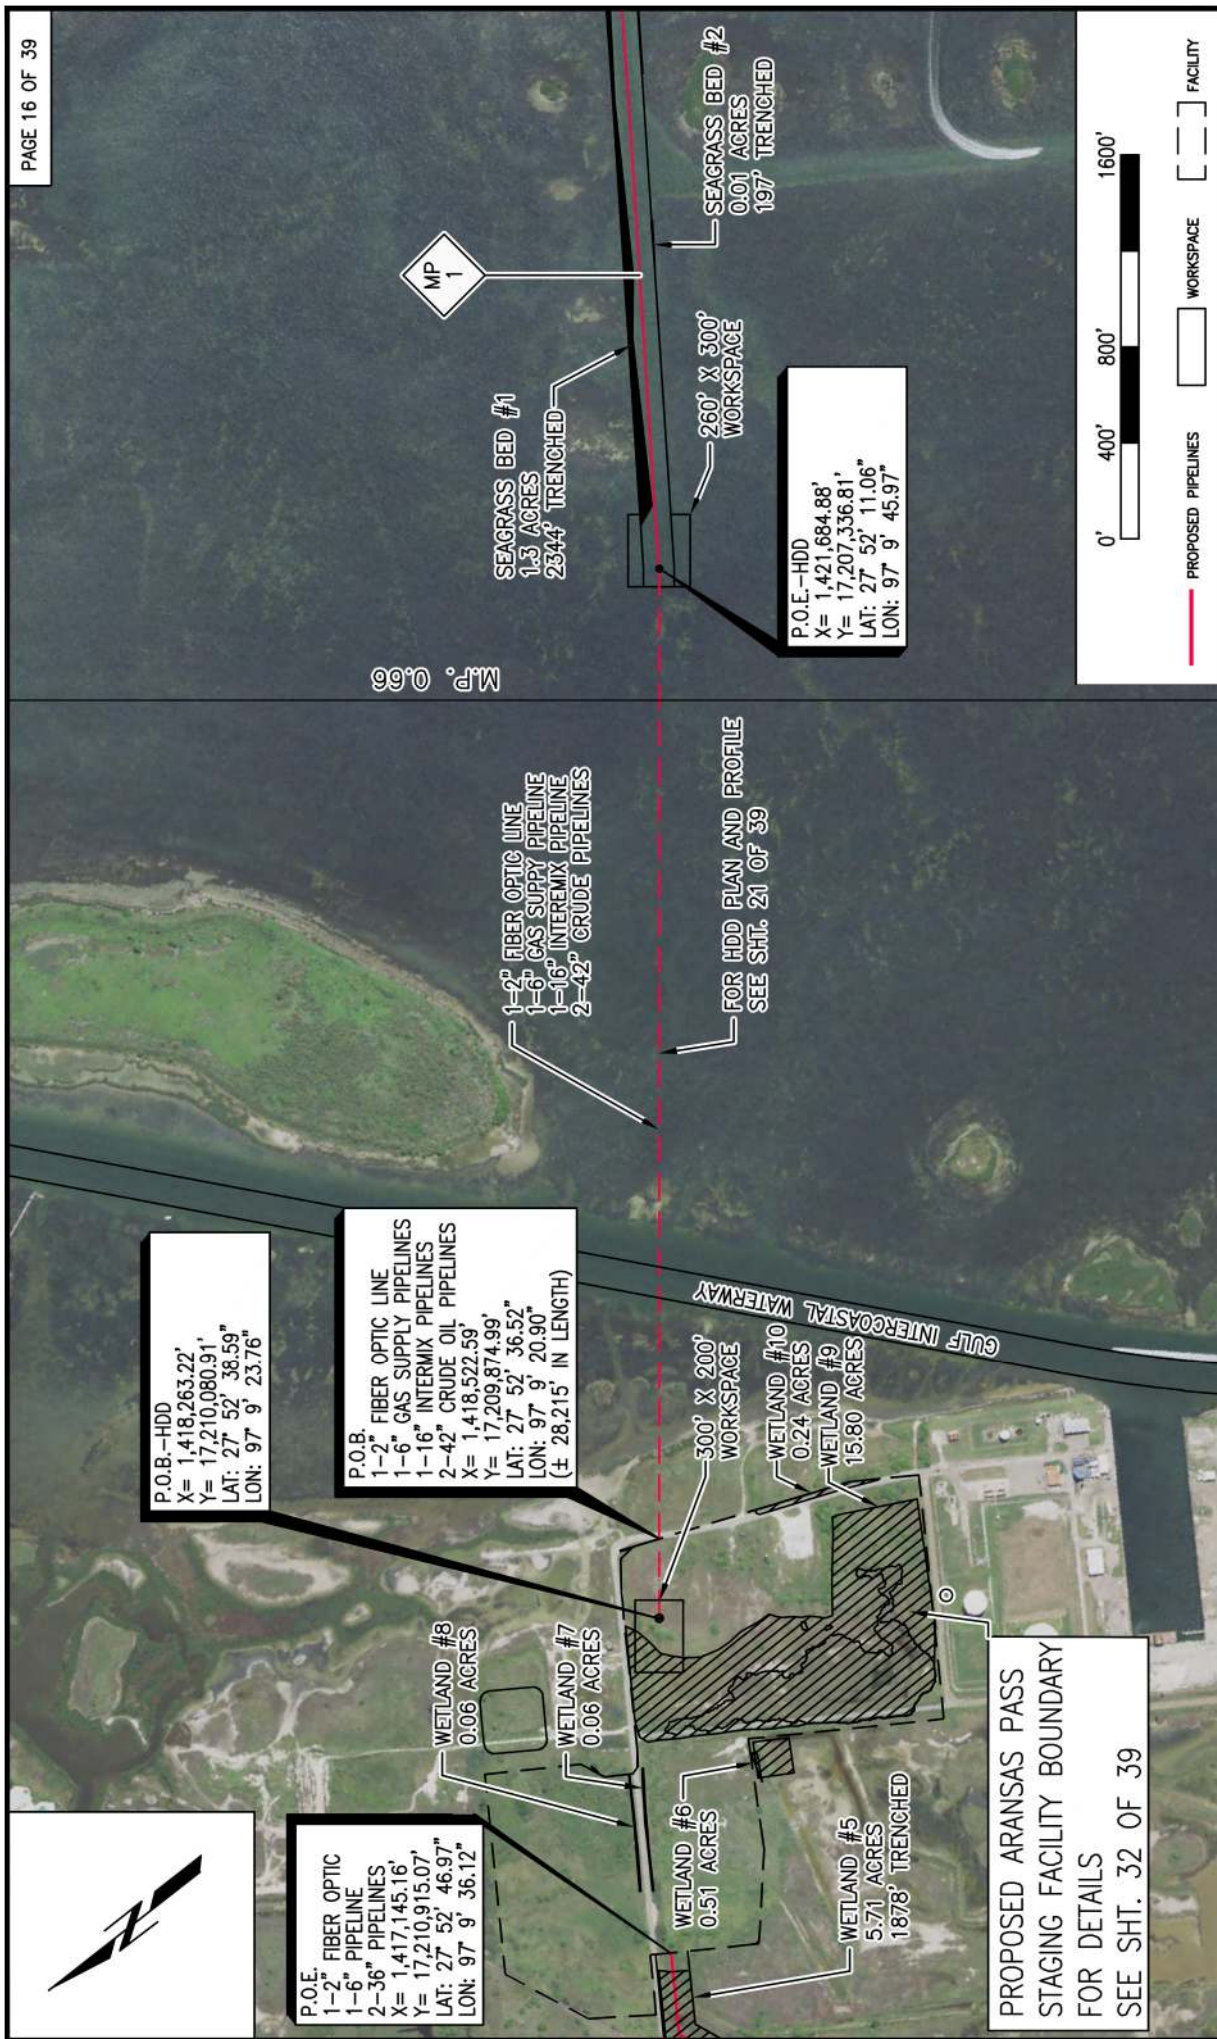 PAGE 16 OF 39
P.O.E.
1-2" FIBER OPTIC
1-6" PIPELINE
2-36" PIPELINES
X= 1,417,145.16'
Y= 17,210,915.07'
LAT: 27° 52' 46.97"
LON: 97° 9' 36.12"
P.O.B.-HDD
X= 1,418,263.22'
Y= 17,210,080.91'
LAT: 27° 52' 38.59"
LON: 97° 9' 23.76"
P.O.B.
1-2" FIBER OPTIC LINE
1-6" GAS SUPPLY PIPELINES
1-16" INTERMIX PIPELINES
2-42" CRUDE OIL PIPELINES
X= 1,418,522.59'
Y= 17,209,874.99'
LAT: 27° 52' 36.52"
LON: 97° 9' 20.90"
(± 28,215' IN LENGTH)
WETLAND #8
0.06 ACRES
WETLAND #7
0.06 ACRES
WETLAND #6
0.51 ACRES
WETLAND #5
5.71 ACRES
1878' TRENCHED
300' X 200'
WORKSPACE
WETLAND #10
0.24 ACRES
WETLAND #9
15.80 ACRES
GULF INTERCOASTAL WATERWAY
PROPOSED ARANSAS PASS
STAGING FACILITY BOUNDARY
FOR DETAILS
SEE SHT. 32 OF 39
1-2" FIBER OPTIC LINE
1-6" GAS SUPPY PIPELINE
1-16" INTEREMIX PIPELINE
2-42" CRUDE PIPELINES
FOR HDD PLAN AND PROFILE
SEE SHT. 21 OF 39
M.P. 0.66
SEAGRASS BED #1
1.3 ACRES
2344' TRENCHED
MP
1
SEAGRASS BED #2
0.01 ACRES
197' TRENCHED
260' X 300'
WORKSPACE
P.O.E.-HDD
X= 1,421,684.88'
Y= 17,207,336.81'
LAT: 27° 52' 11.06"
LON: 97° 9' 45.97"
0' 400' 800' 1600'
PROPOSED PIPELINES WORKSPACE FACILITY